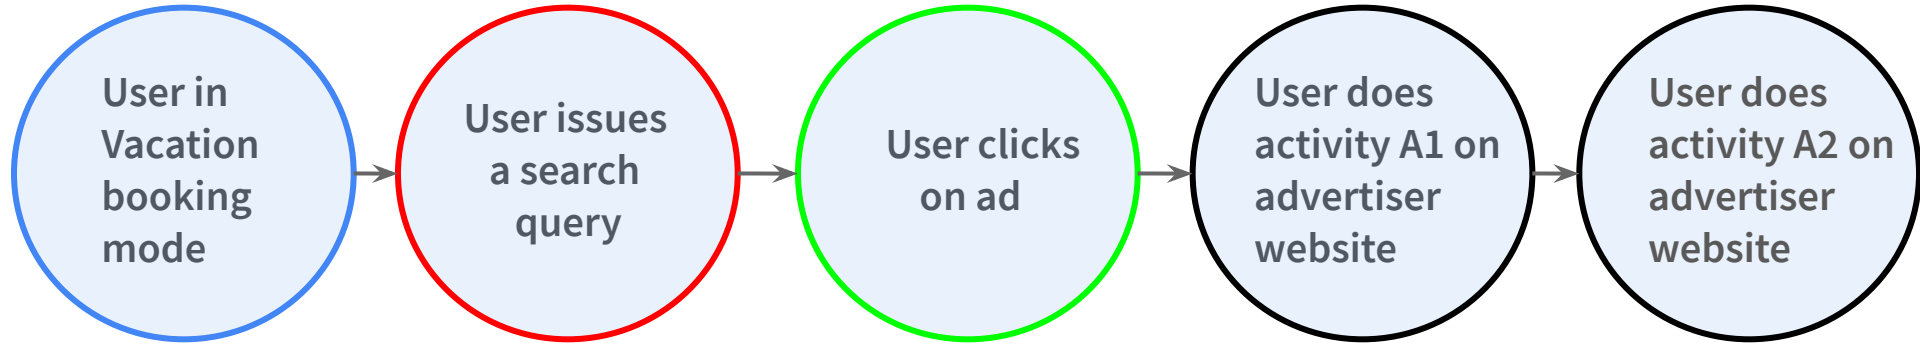 User in
Vacation
booking
mode
User issues
a search
query
User clicks
on ad
User does
activity A1 on
advertiser
website
User does
activity A2 on
advertiser
website